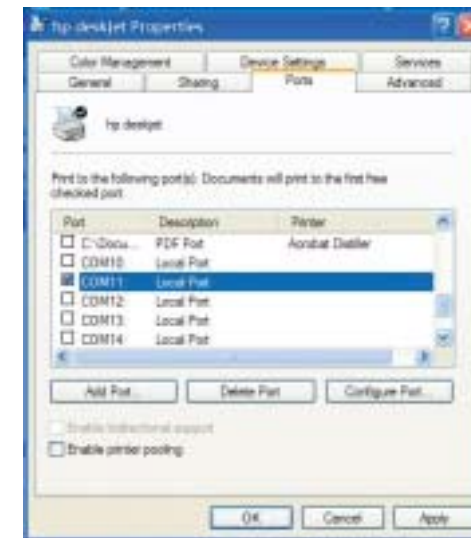 hp deskjet Properties
Color Management Device Settings Services
General Sharing Ports Advanced
hp deskjet
Print to the following port(s). Documents will print to the first free
checked port.
Port Description Printer
C:\Docu... PDF Port Acrobat Distiller
COM10 Local Port
COM11 Local Port
COM12 Local Port
COM13 Local Port
COM14 Local Port
Add Port... Delete Port Configure Port...
Enable bidirectional support
Enable printer pooling
OK Cancel Apply